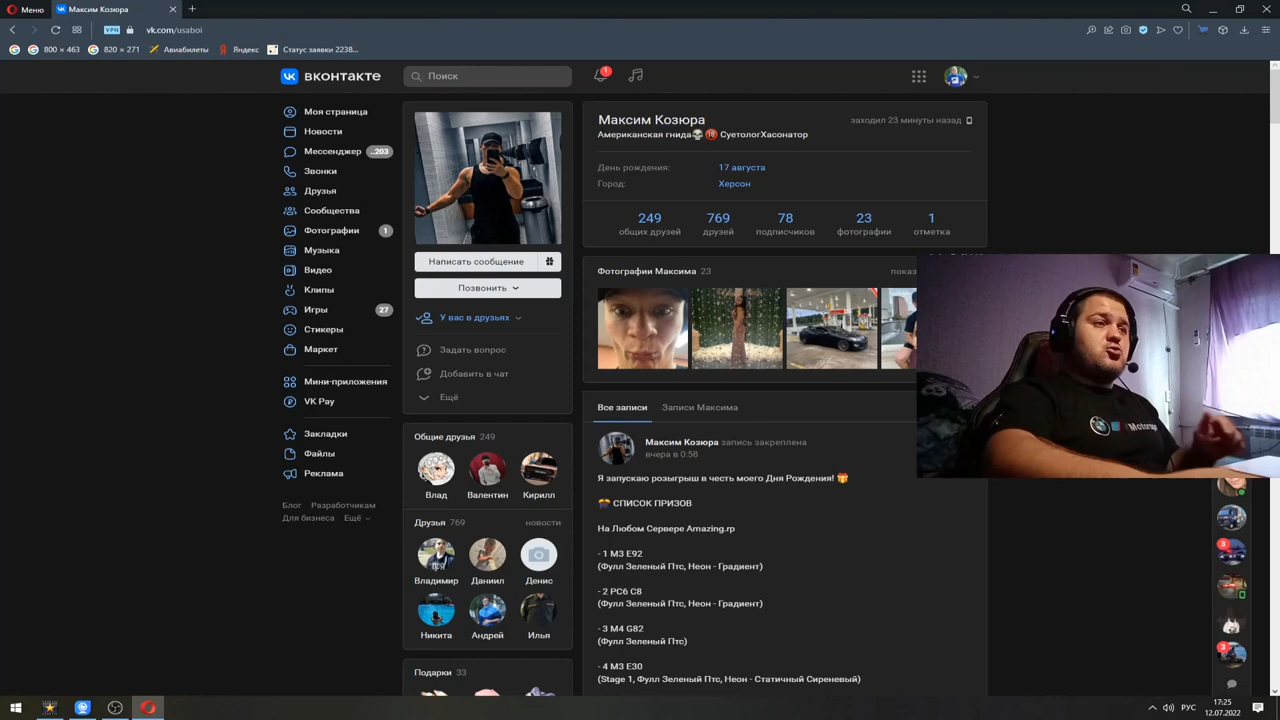 Меню
Максим Козюра
VPN
vk.com/usaboi
800 × 463
820 × 271
Авиабилеты
Яндекс
Статус заявки 2238...
вконтакте
Поиск
1
Моя страница
Новости
Мессенджер
..203
Звонки
Друзья
Сообщества
Фотографии
1
Музыка
Видео
Клипы
Игры
27
Стикеры
Маркет
Мини-приложения
VK Pay
Закладки
Файлы
Реклама
Блог Разработчикам
Для бизнеса Ещё
Написать сообщение
Позвонить
У вас в друзьях
Задать вопрос
Добавить в чат
Ещё
Общие друзья 249
Влад Валентин Кирилл
Друзья 769 новости
Владимир Даниил Денис
Никита Андрей Илья
Подарки 33
Максим Козюра
заходил 23 минуты назад
Американская гнида💀 🔞 СуетологХасонатор
День рождения: 17 августа
Город: Херсон
249 769 78 23 1
общих друзей друзей подписчиков фотографии отметка
Фотографии Максима 23 показ
Все записи Записи Максима
Максим Козюра запись закреплена
вчера в 0:58
Я запускаю розыгрыш в честь моего Дня Рождения! 🎁
🎊 СПИСОК ПРИЗОВ
На Любом Сервере Amazing.rp
- 1 M3 E92
(Фулл Зеленый Птс, Неон - Градиент)
- 2 РС6 С8
(Фулл Зеленый Птс, Неон - Градиент)
- 3 М4 G82
(Фулл Зеленый Птс)
- 4 M3 E30
(Stage 1, Фулл Зеленый Птс, Неон - Статичный Сиреневый)
3
3
РУС
17:25
12.07.2022